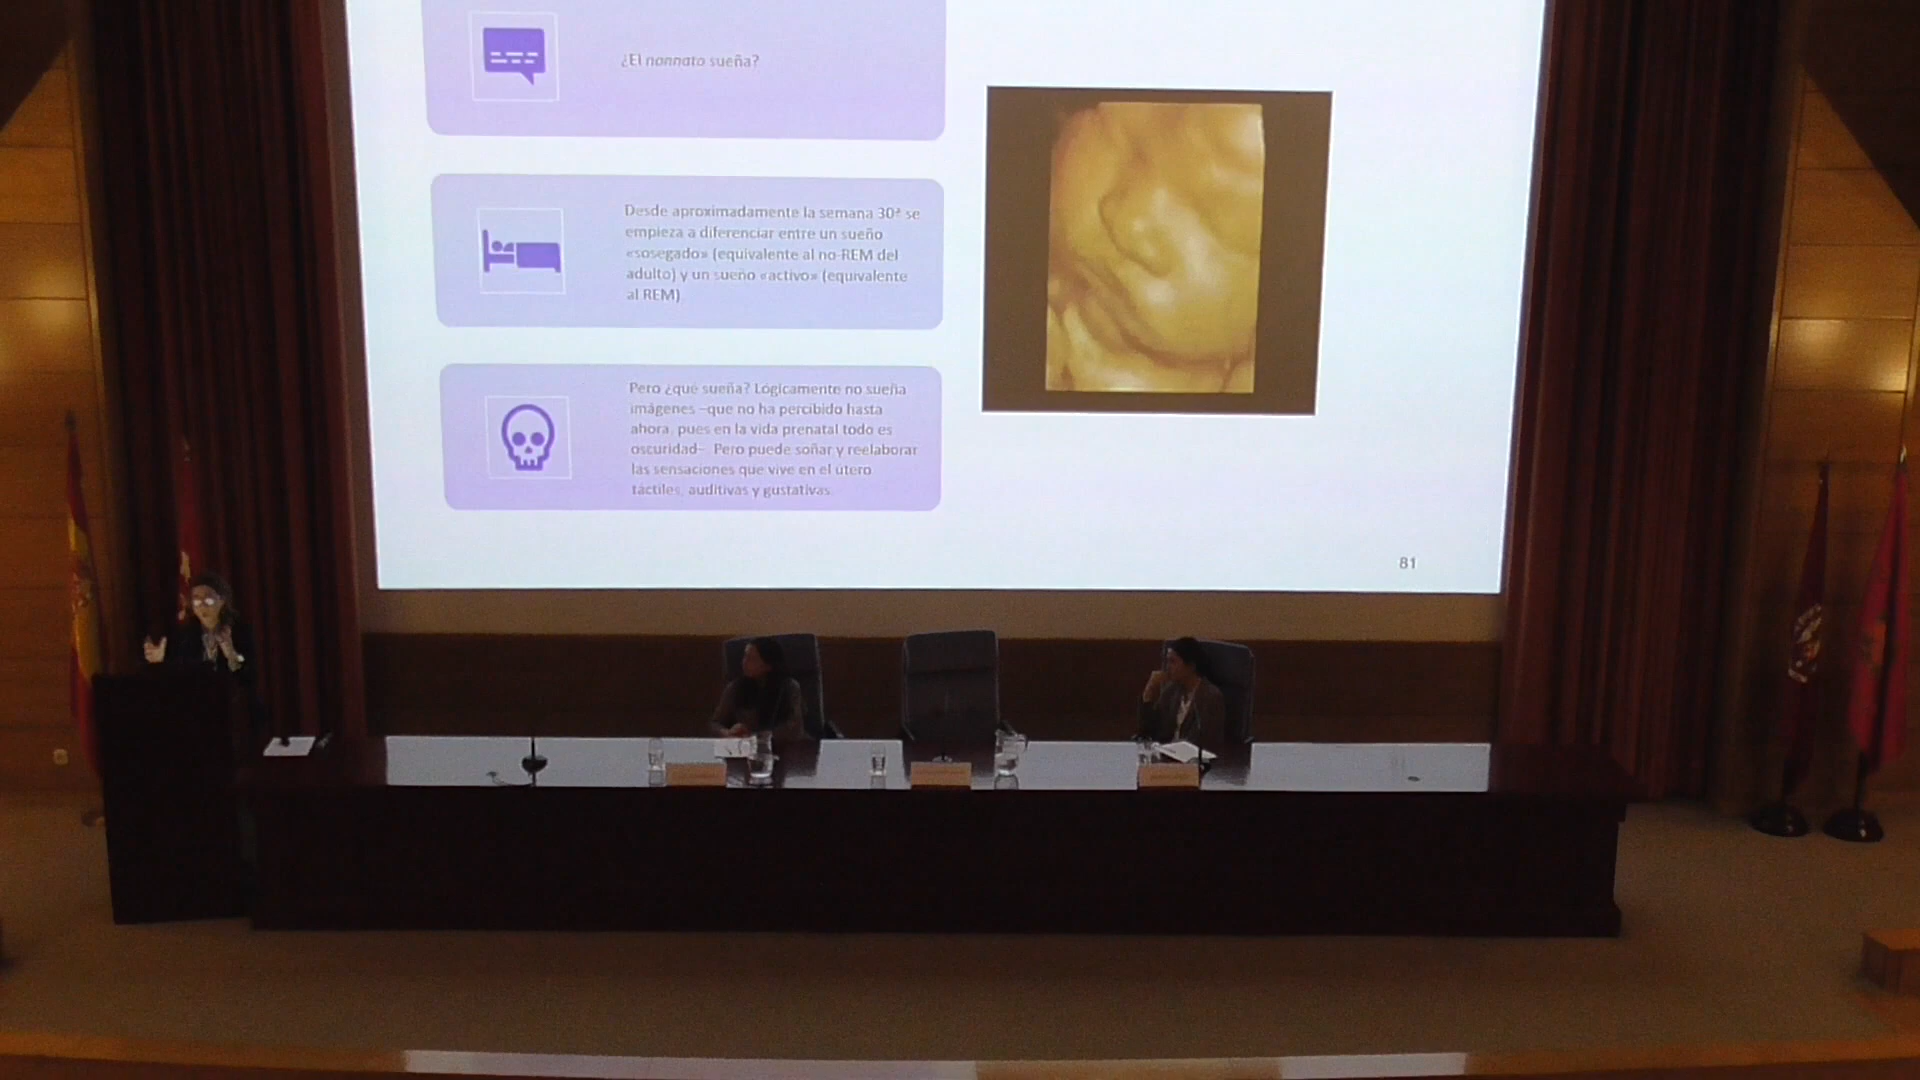 ¿El nonnato sueña?
Desde aproximadamente la semana 30ª se
empieza a diferenciar entre un sueño
«sosegado» (equivalente al no-REM del
adulto) y un sueño «activo» (equivalente
al REM)
Pero ¿qué sueña? Lógicamente no sueña
imágenes –que no ha percibido hasta
ahora, pues en la vida prenatal todo es
oscuridad–. Pero puede soñar y reelaborar
las sensaciones que vive en el útero
táctiles, auditivas y gustativas.
81